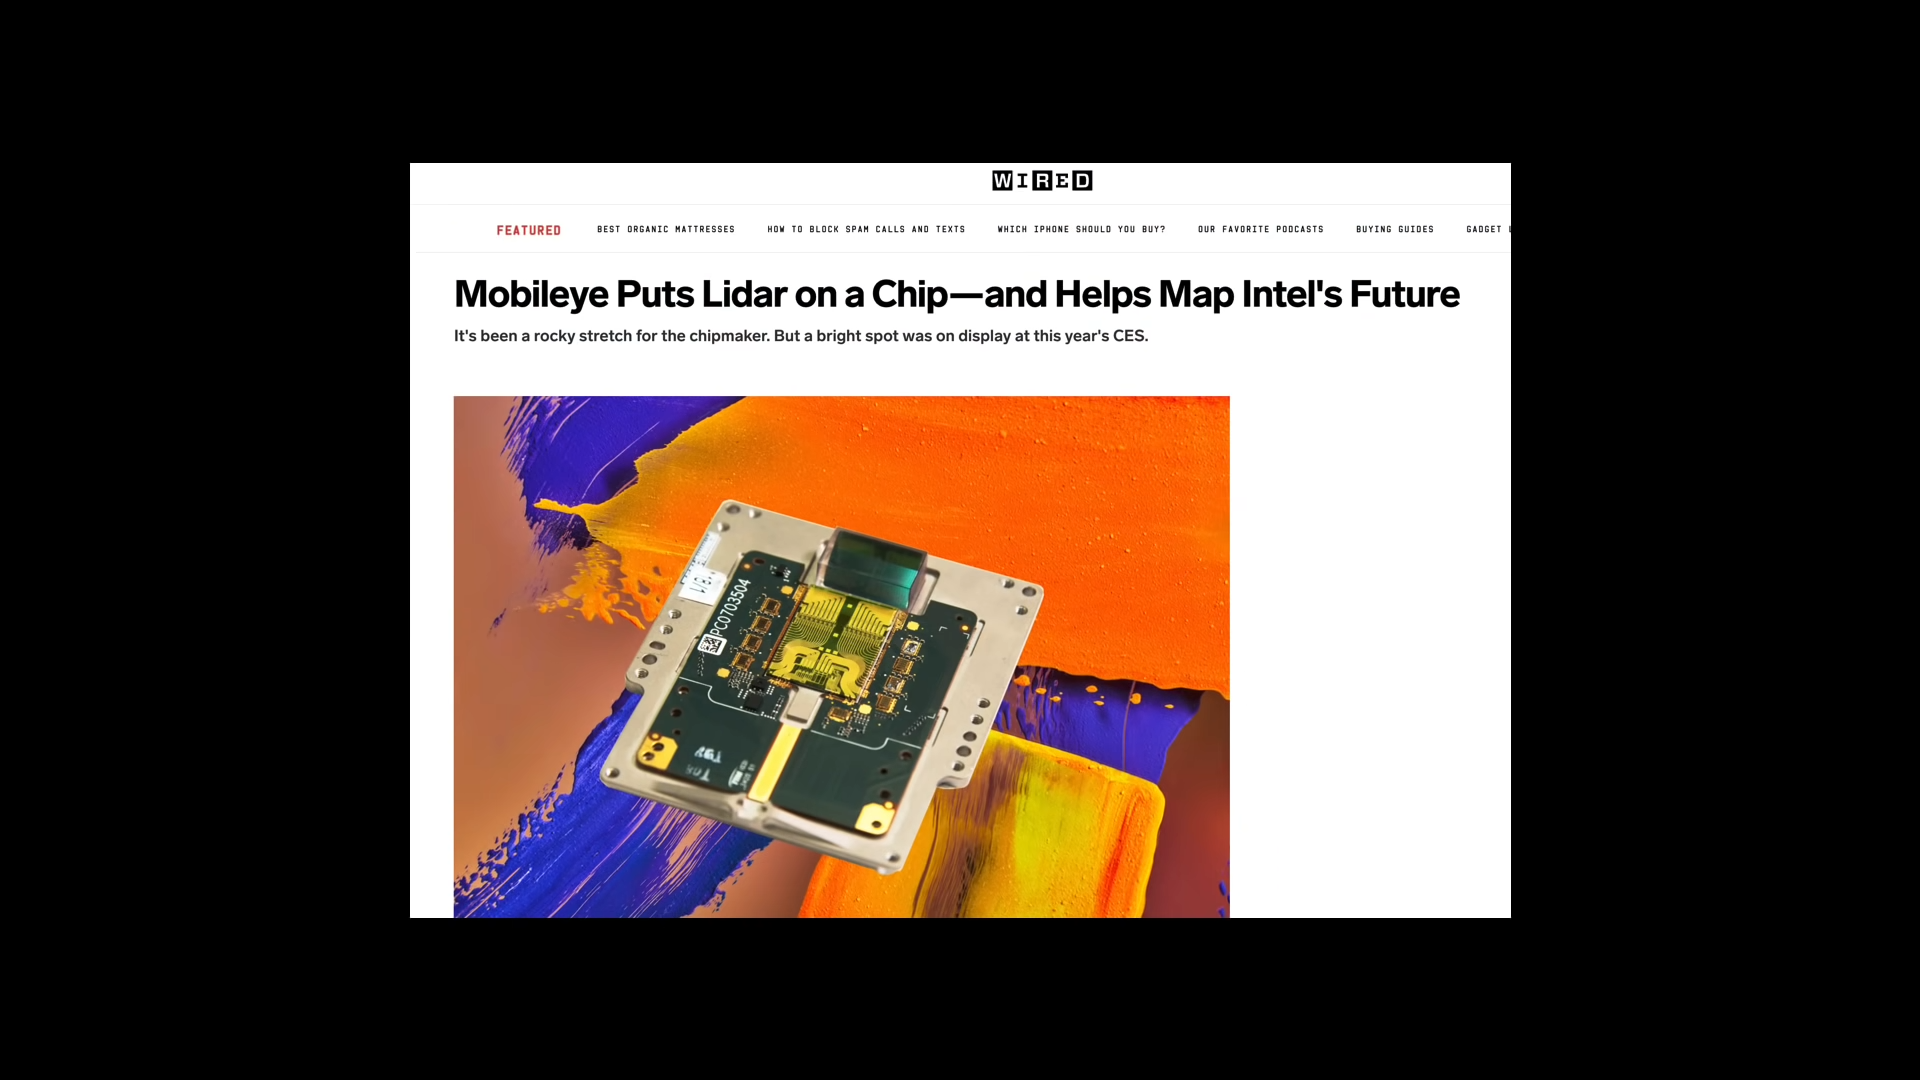 WIRED
FEATURED BEST ORGANIC MATTRESSES HOW TO BLOCK SPAM CALLS AND TEXTS WHICH IPHONE SHOULD YOU BUY? OUR FAVORITE PODCASTS BUYING GUIDES GADGET
Mobileye Puts Lidar on a Chip—and Helps Map Intel's Future
It's been a rocky stretch for the chipmaker. But a bright spot was on display at this year's CES.
PC0703504